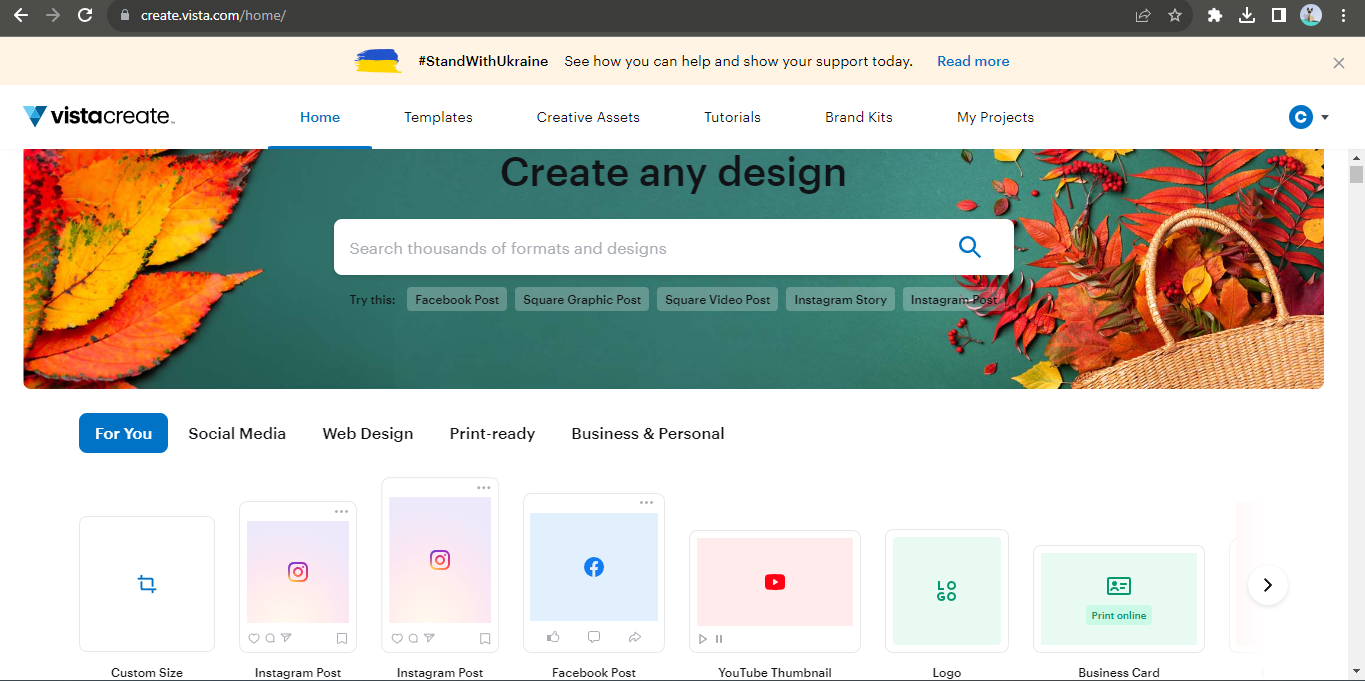 create.vista.com/home/
#StandWithUkraine See how you can help and show your support today. Read more
vistacreate™
Home Templates Creative Assets Tutorials Brand Kits My Projects
C
Create any design
Search thousands of formats and designs
Try this: Facebook Post Square Graphic Post Square Video Post Instagram Story Instagram Post
For You Social Media Web Design Print-ready Business & Personal
LO
GO
Print online
Custom Size Instagram Post Instagram Post Facebook Post YouTube Thumbnail Logo Business Card